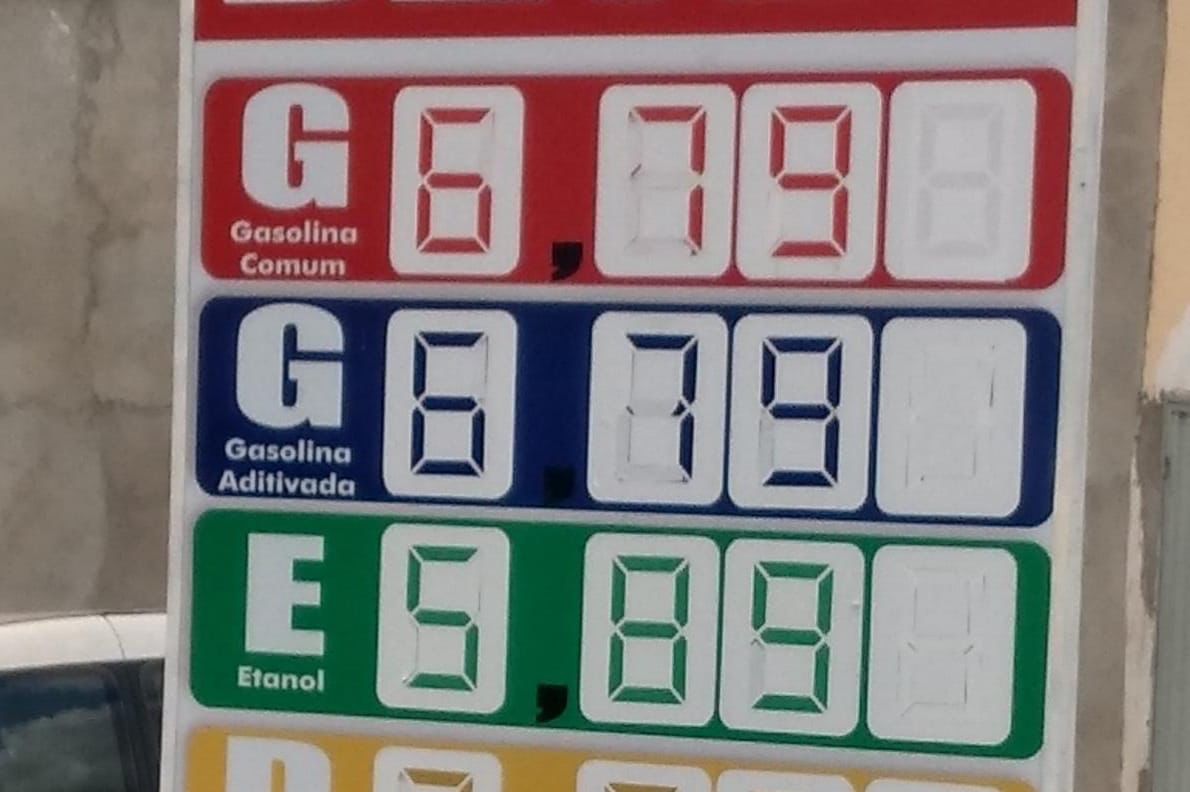 G 6,79
Gasolina
Comum
G 6,79
Gasolina
Aditivada
E 5,89
Etanol